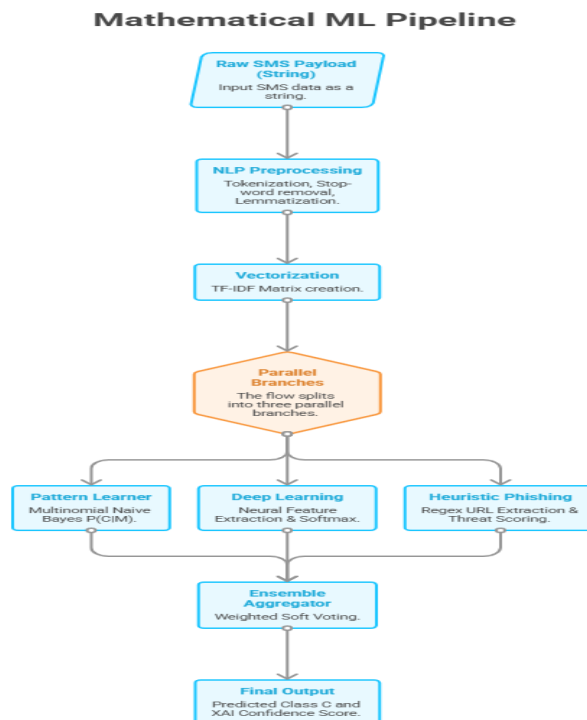 Mathematical ML Pipeline
Raw SMS Payload
(String)
Input SMS data as a
string.
NLP Preprocessing
Tokenization, Stop-
word removal,
Lemmatization.
Vectorization
TF-IDF Matrix creation.
Parallel
Branches
The flow splits
into three parallel
branches.
Pattern Learner
Multinomial Naive
Bayes P(C|M).
Deep Learning
Neural Feature
Extraction & Softmax.
Heuristic Phishing
Regex URL Extraction &
Threat Scoring.
Ensemble
Aggregator
Weighted Soft Voting.
Final Output
Predicted Class C and
XAI Confidence Score.